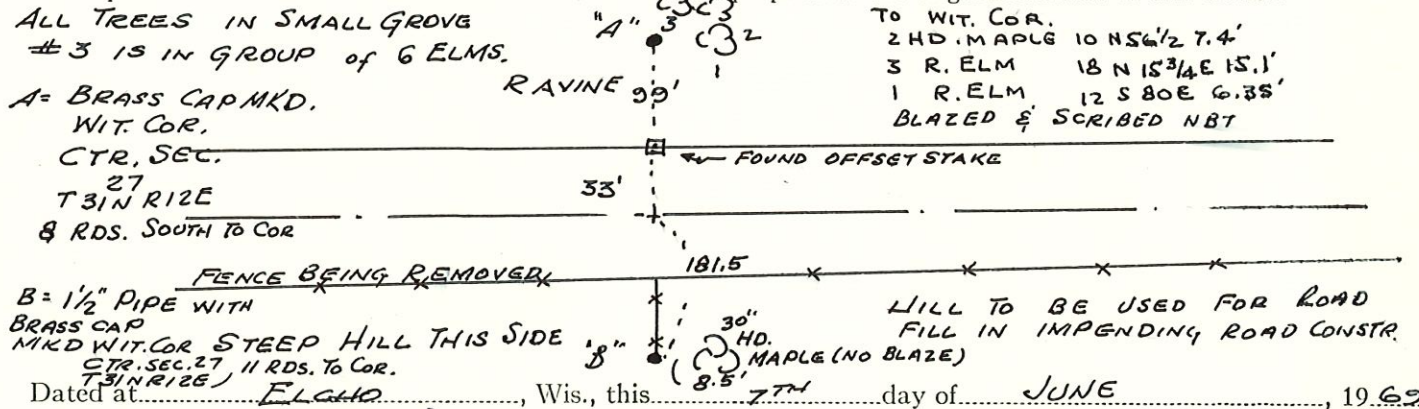 ALL TREES IN SMALL GROVE
#3 IS IN GROUP OF 6 ELMS.
A= BRASS CAP MKD.
WIT. COR.
CTR, SEC.
27
T 31N R12E
8 RDS. SOUTH TO COR
"A"
3
2
1
RAVINE 99'
TO WIT. COR.
2 HD. MAPLE 10 N56½ 7.4'
3 R. ELM 18 N 15¾E 15.1'
1 R. ELM 12 S 80E 6.35'
BLAZED & SCRIBED NBT
FOUND OFFSET STAKE
33'
181.5
FENCE BEING REMOVED
B= 1½" PIPE WITH
BRASS CAP
MKD WIT. COR
CTR. SEC. 27, 11 RDS. TO COR.
T31NR12E
STEEP HILL THIS SIDE
"B"
30"
HD.
MAPLE (NO BLAZE)
8.5'
HILL TO BE USED FOR ROAD
FILL IN IMPENDING ROAD CONSTR.
Dated at ELCHO, Wis., this 7TH day of JUNE, 1969